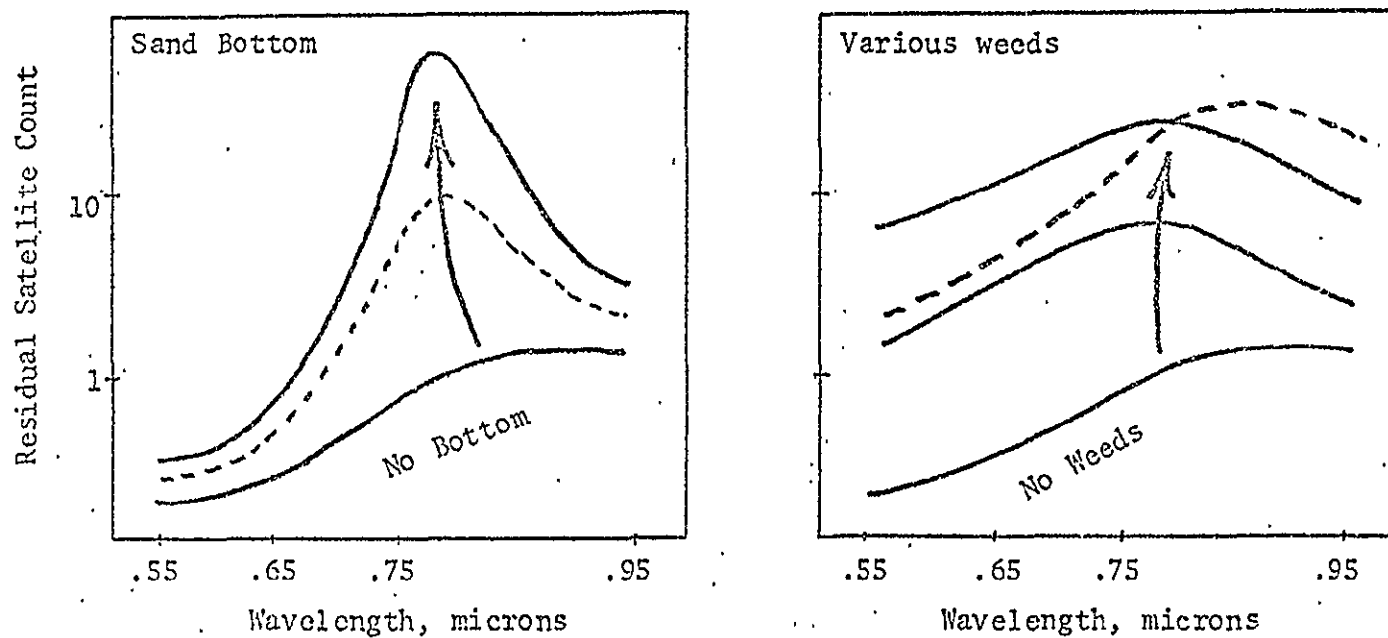 Sand Bottom
Residual Satellite Count
10
1
No Bottom
.55 .65 .75 .95
Wavelength, microns
Various weeds
No Weeds
.55 .65 .75 .95
Wavelength, microns